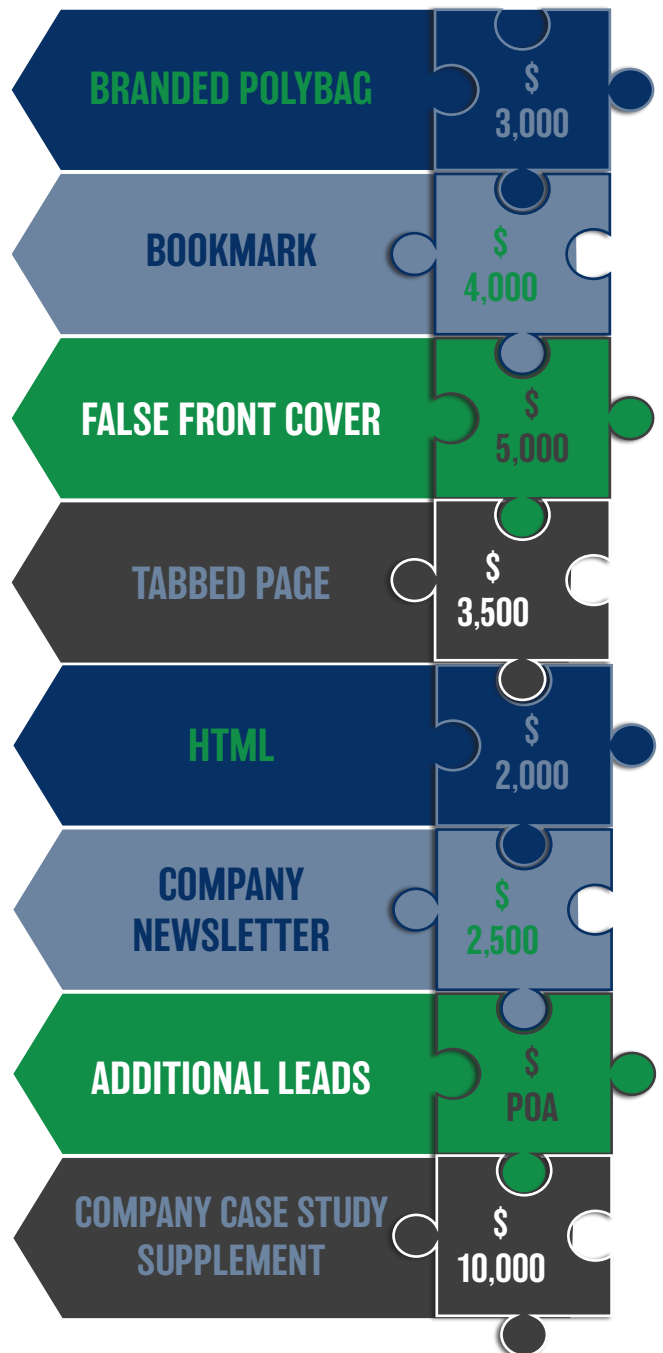 BRANDED POLYBAG
$
3,000
BOOKMARK
$
4,000
FALSE FRONT COVER
$
5,000
TABBED PAGE
$
3,500
HTML
$
2,000
COMPANY
NEWSLETTER
$
2,500
ADDITIONAL LEADS
$
POA
COMPANY CASE STUDY
SUPPLEMENT
$
10,000